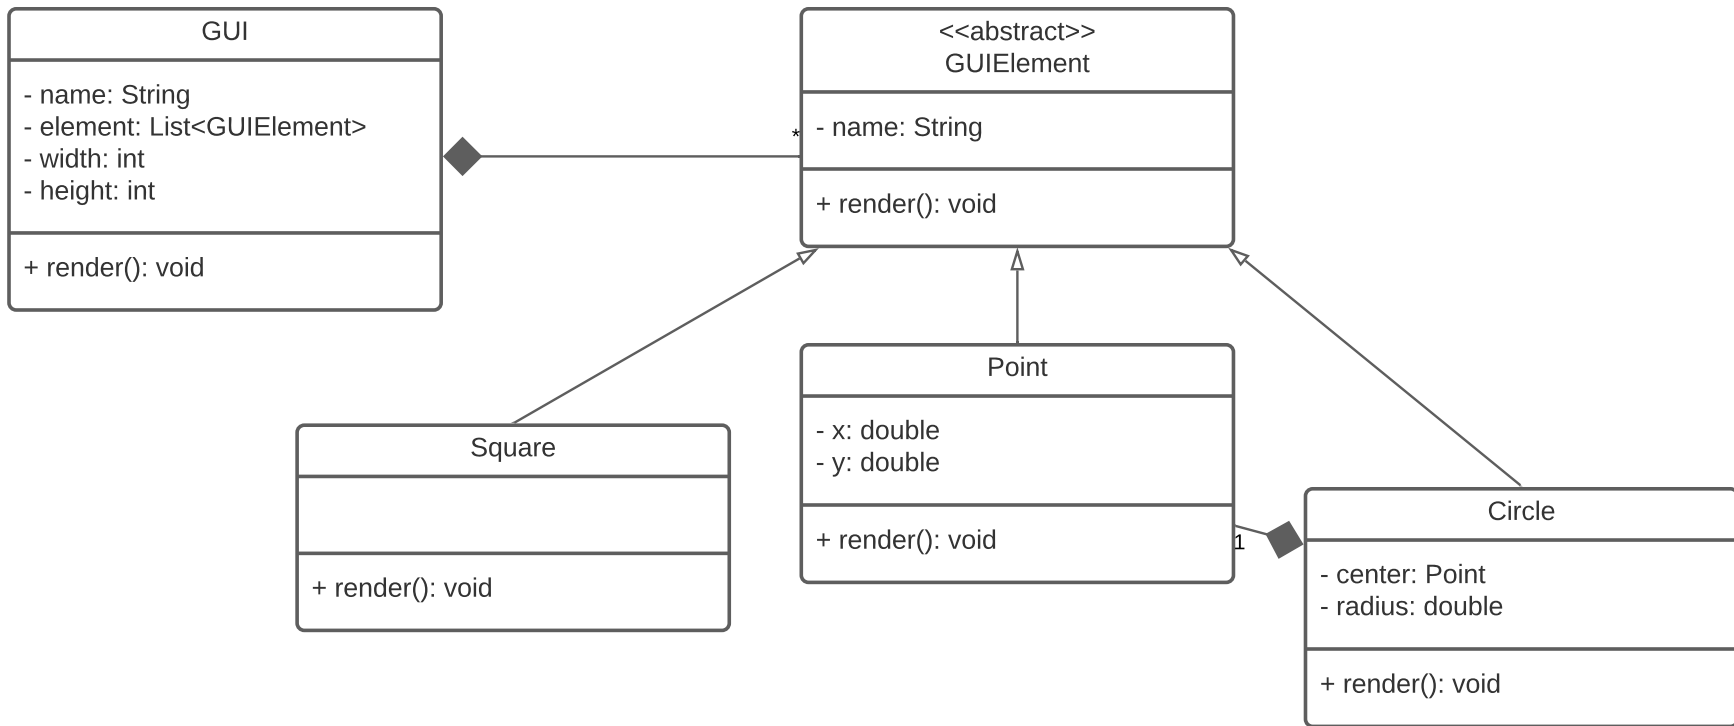 GUI
- name: String
- element: List<GUIElement>
- width: int
- height: int
+ render(): void
<<abstract>>
GUIElement
*
- name: String
+ render(): void
Square
+ render(): void
Point
- x: double
- y: double
+ render(): void
1
Circle
- center: Point
- radius: double
+ render(): void